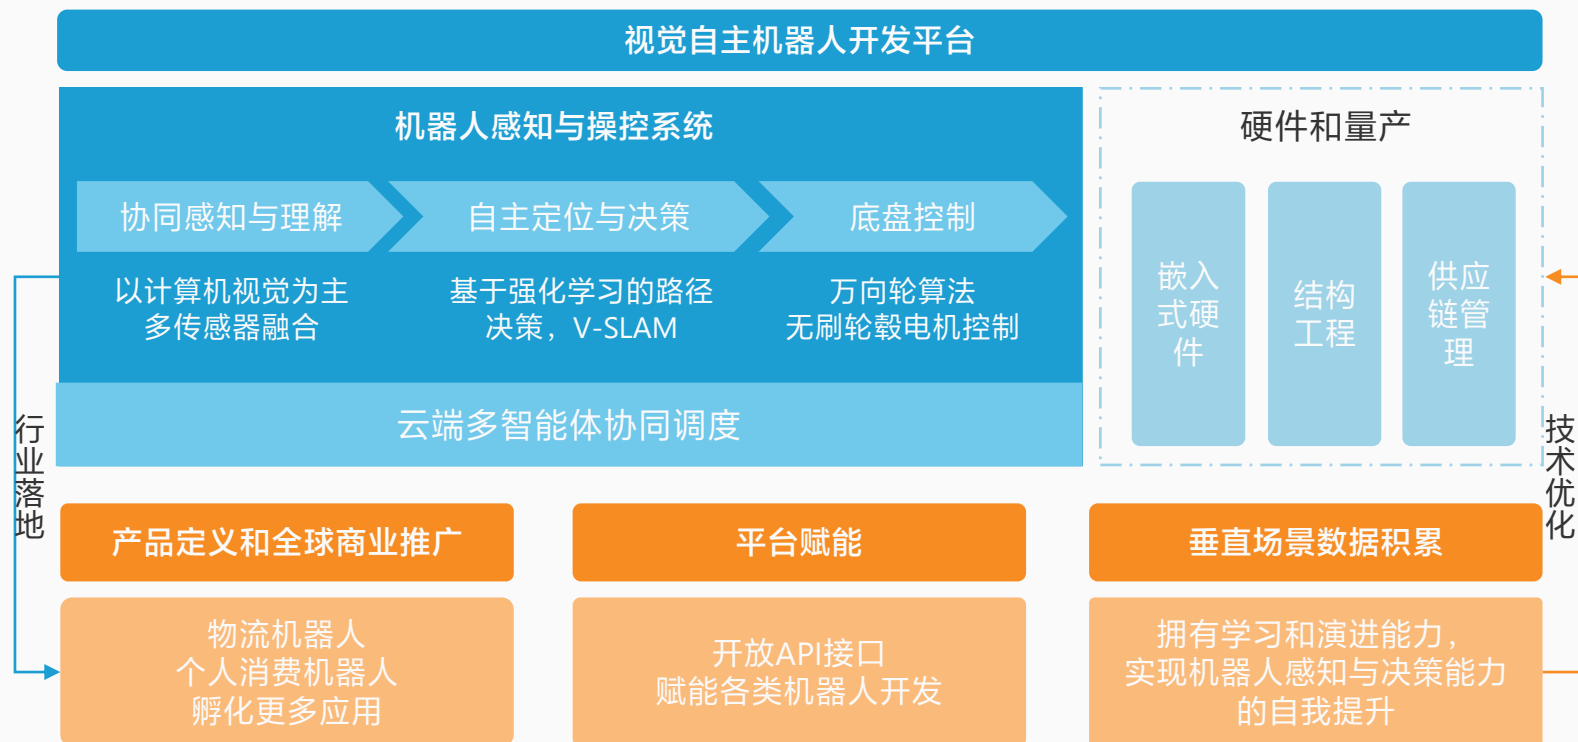 视觉自主机器人开发平台
机器人感知与操控系统
硬件和量产
协同感知与理解
自主定位与决策
底盘控制
以计算机视觉为主
多传感器融合
基于强化学习的路径
决策，V-SLAM
万向轮算法
无刷轮毂电机控制
嵌入
式硬
件
结构
工程
供应
链管
理
云端多智能体协同调度
行业落地
技术优化
产品定义和全球商业推广
平台赋能
垂直场景数据积累
物流机器人
个人消费机器人
孵化更多应用
开放API接口
赋能各类机器人开发
拥有学习和演进能力，
实现机器人感知与决策能力
的自我提升